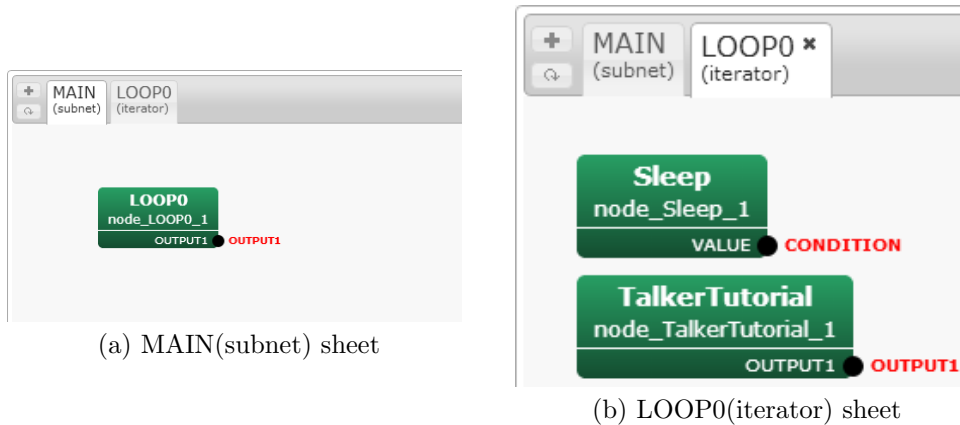 MAIN
(subnet)
LOOP0
(iterator)
LOOP0
node_LOOP0_1
OUTPUT1 OUTPUT1
(a) MAIN(subnet) sheet
MAIN
(subnet)
LOOP0 ✖
(iterator)
Sleep
node_Sleep_1
VALUE CONDITION
TalkerTutorial
node_TalkerTutorial_1
OUTPUT1 OUTPUT1
(b) LOOP0(iterator) sheet